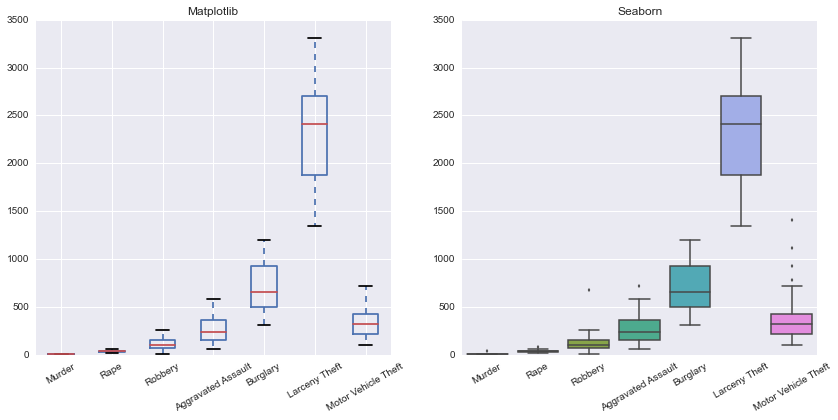 Matplotlib
3500
3000
2500
2000
1500
1000
500
0
Murder
Rape
Robbery
Aggravated Assault
Burglary
Larceny Theft
Motor Vehicle Theft
Seaborn
3500
3000
2500
2000
1500
1000
500
0
Murder
Rape
Robbery
Aggravated Assault
Burglary
Larceny Theft
Motor Vehicle Theft